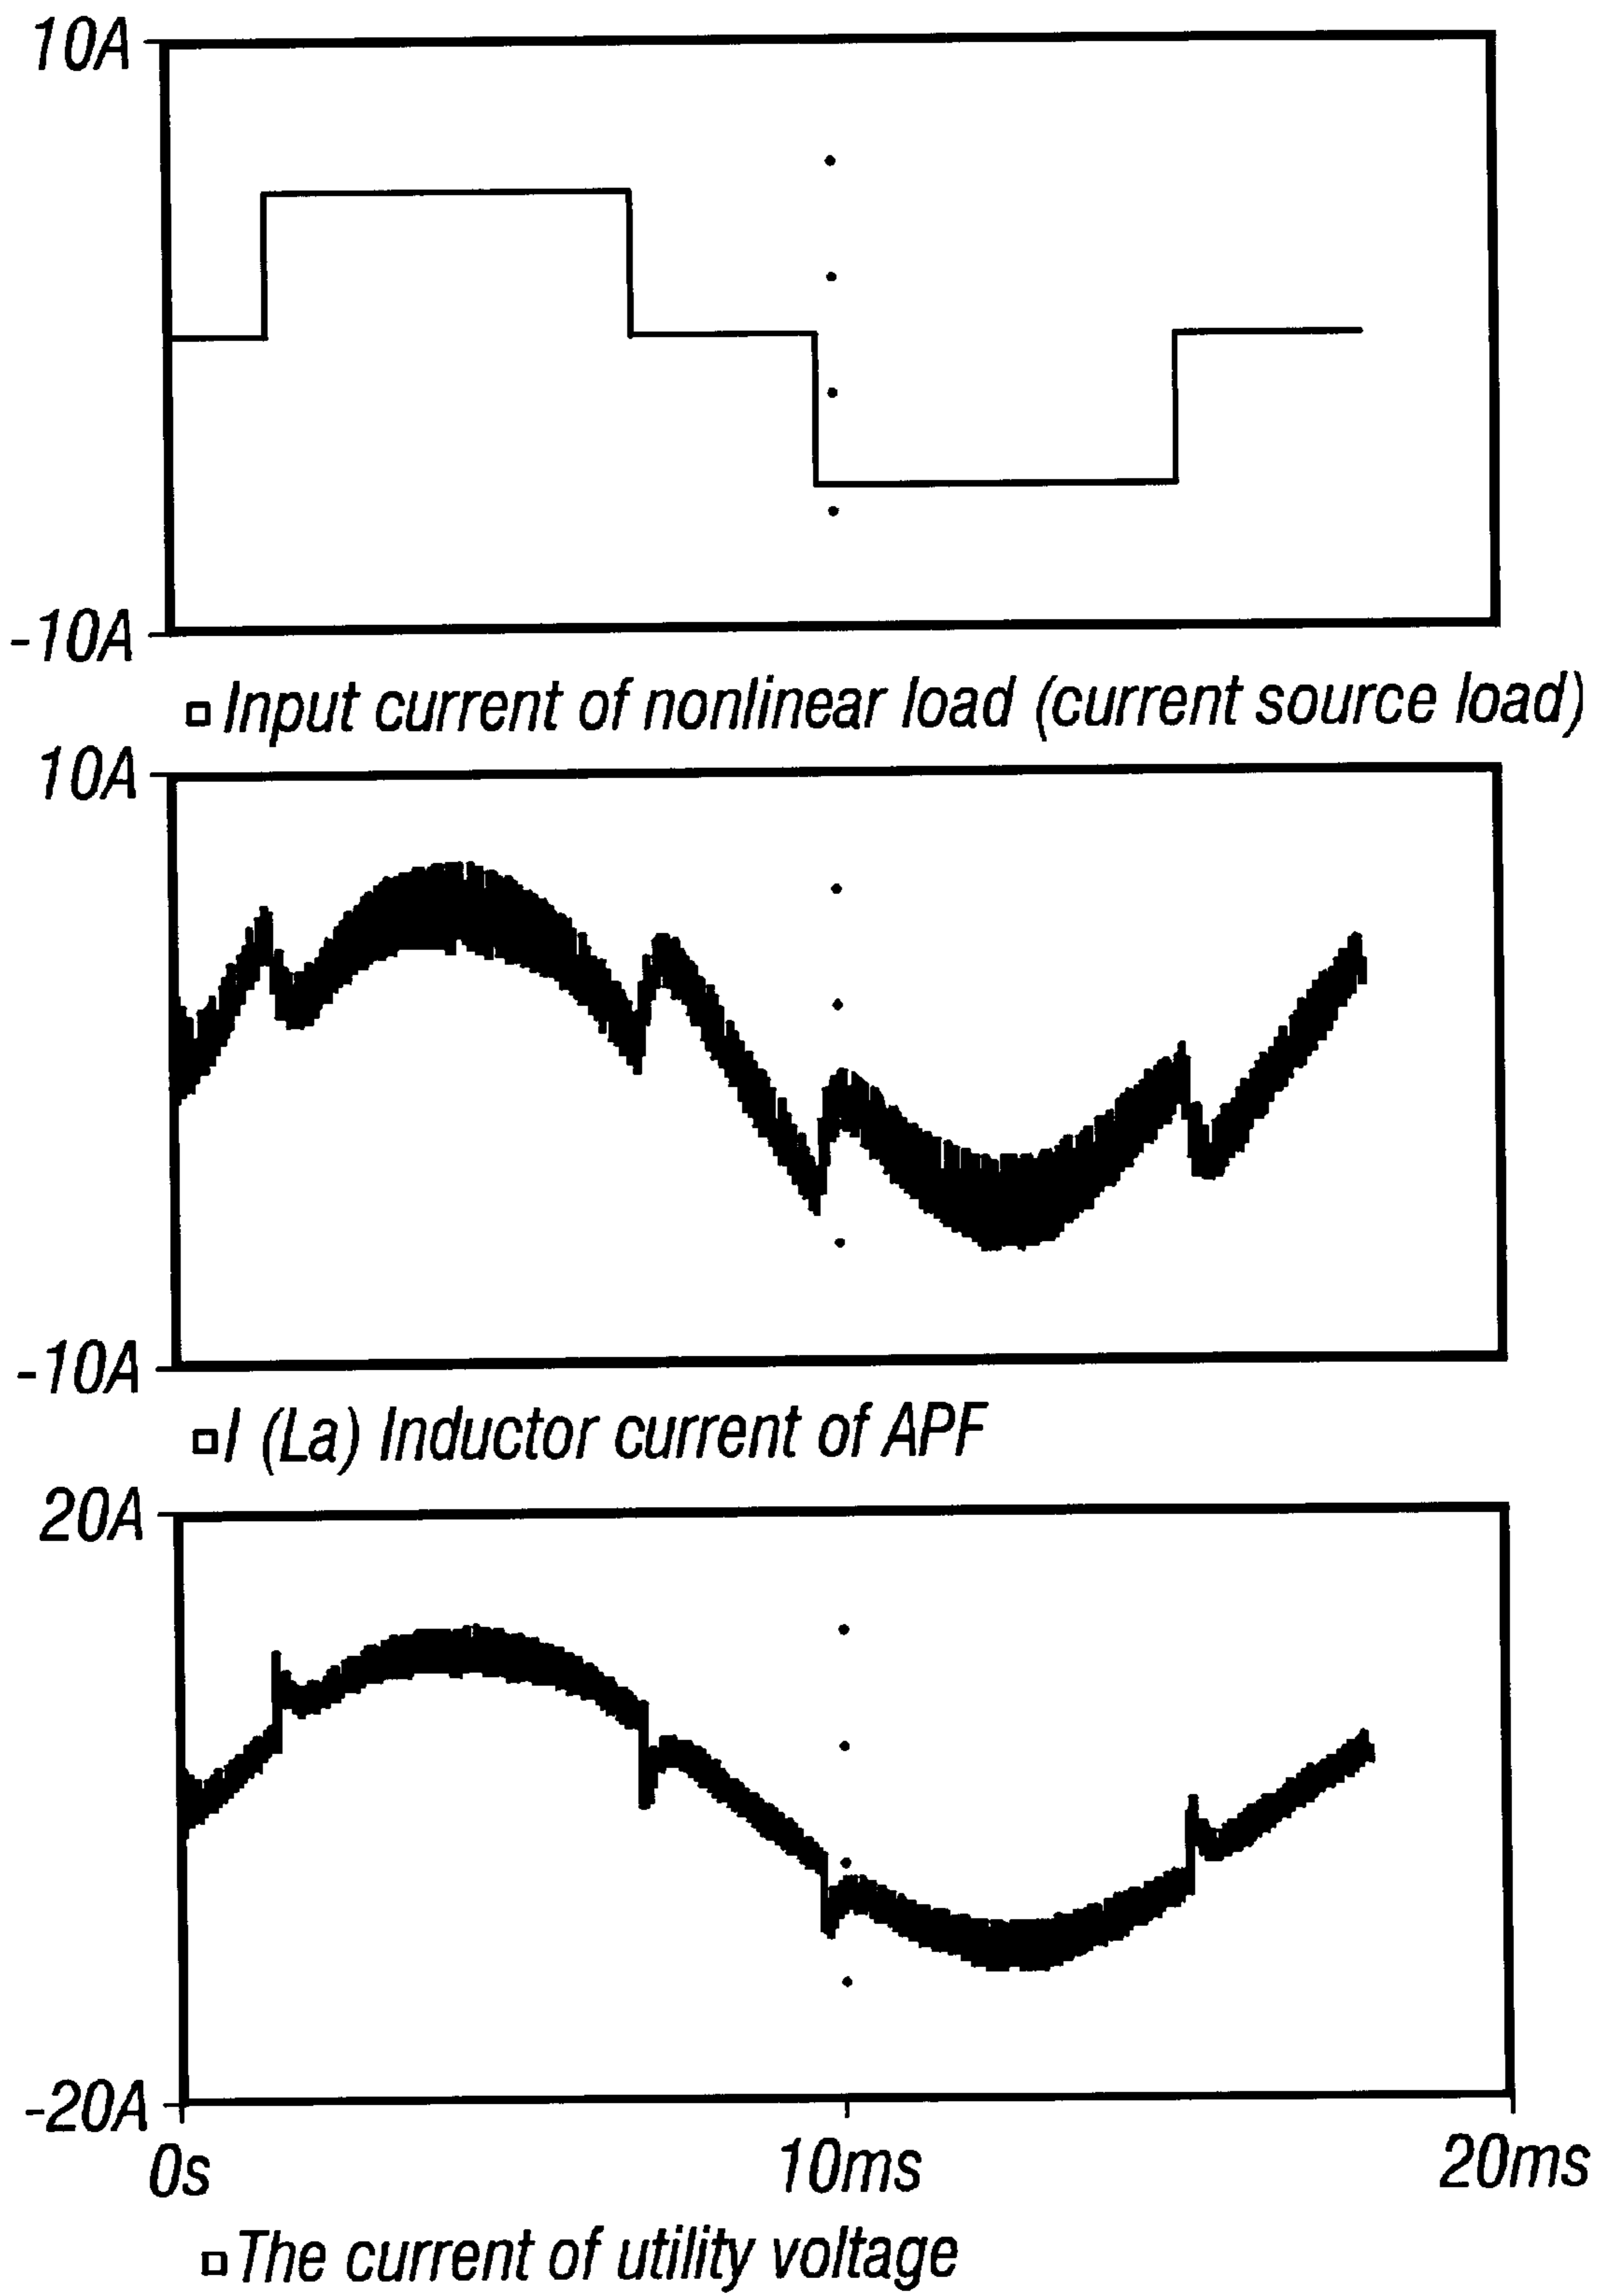 10A
-10A
Input current of nonlinear load (current source load)
10A
-10A
I (La) Inductor current of APF
20A
-20A
0s 10ms 20ms
The current of utility voltage